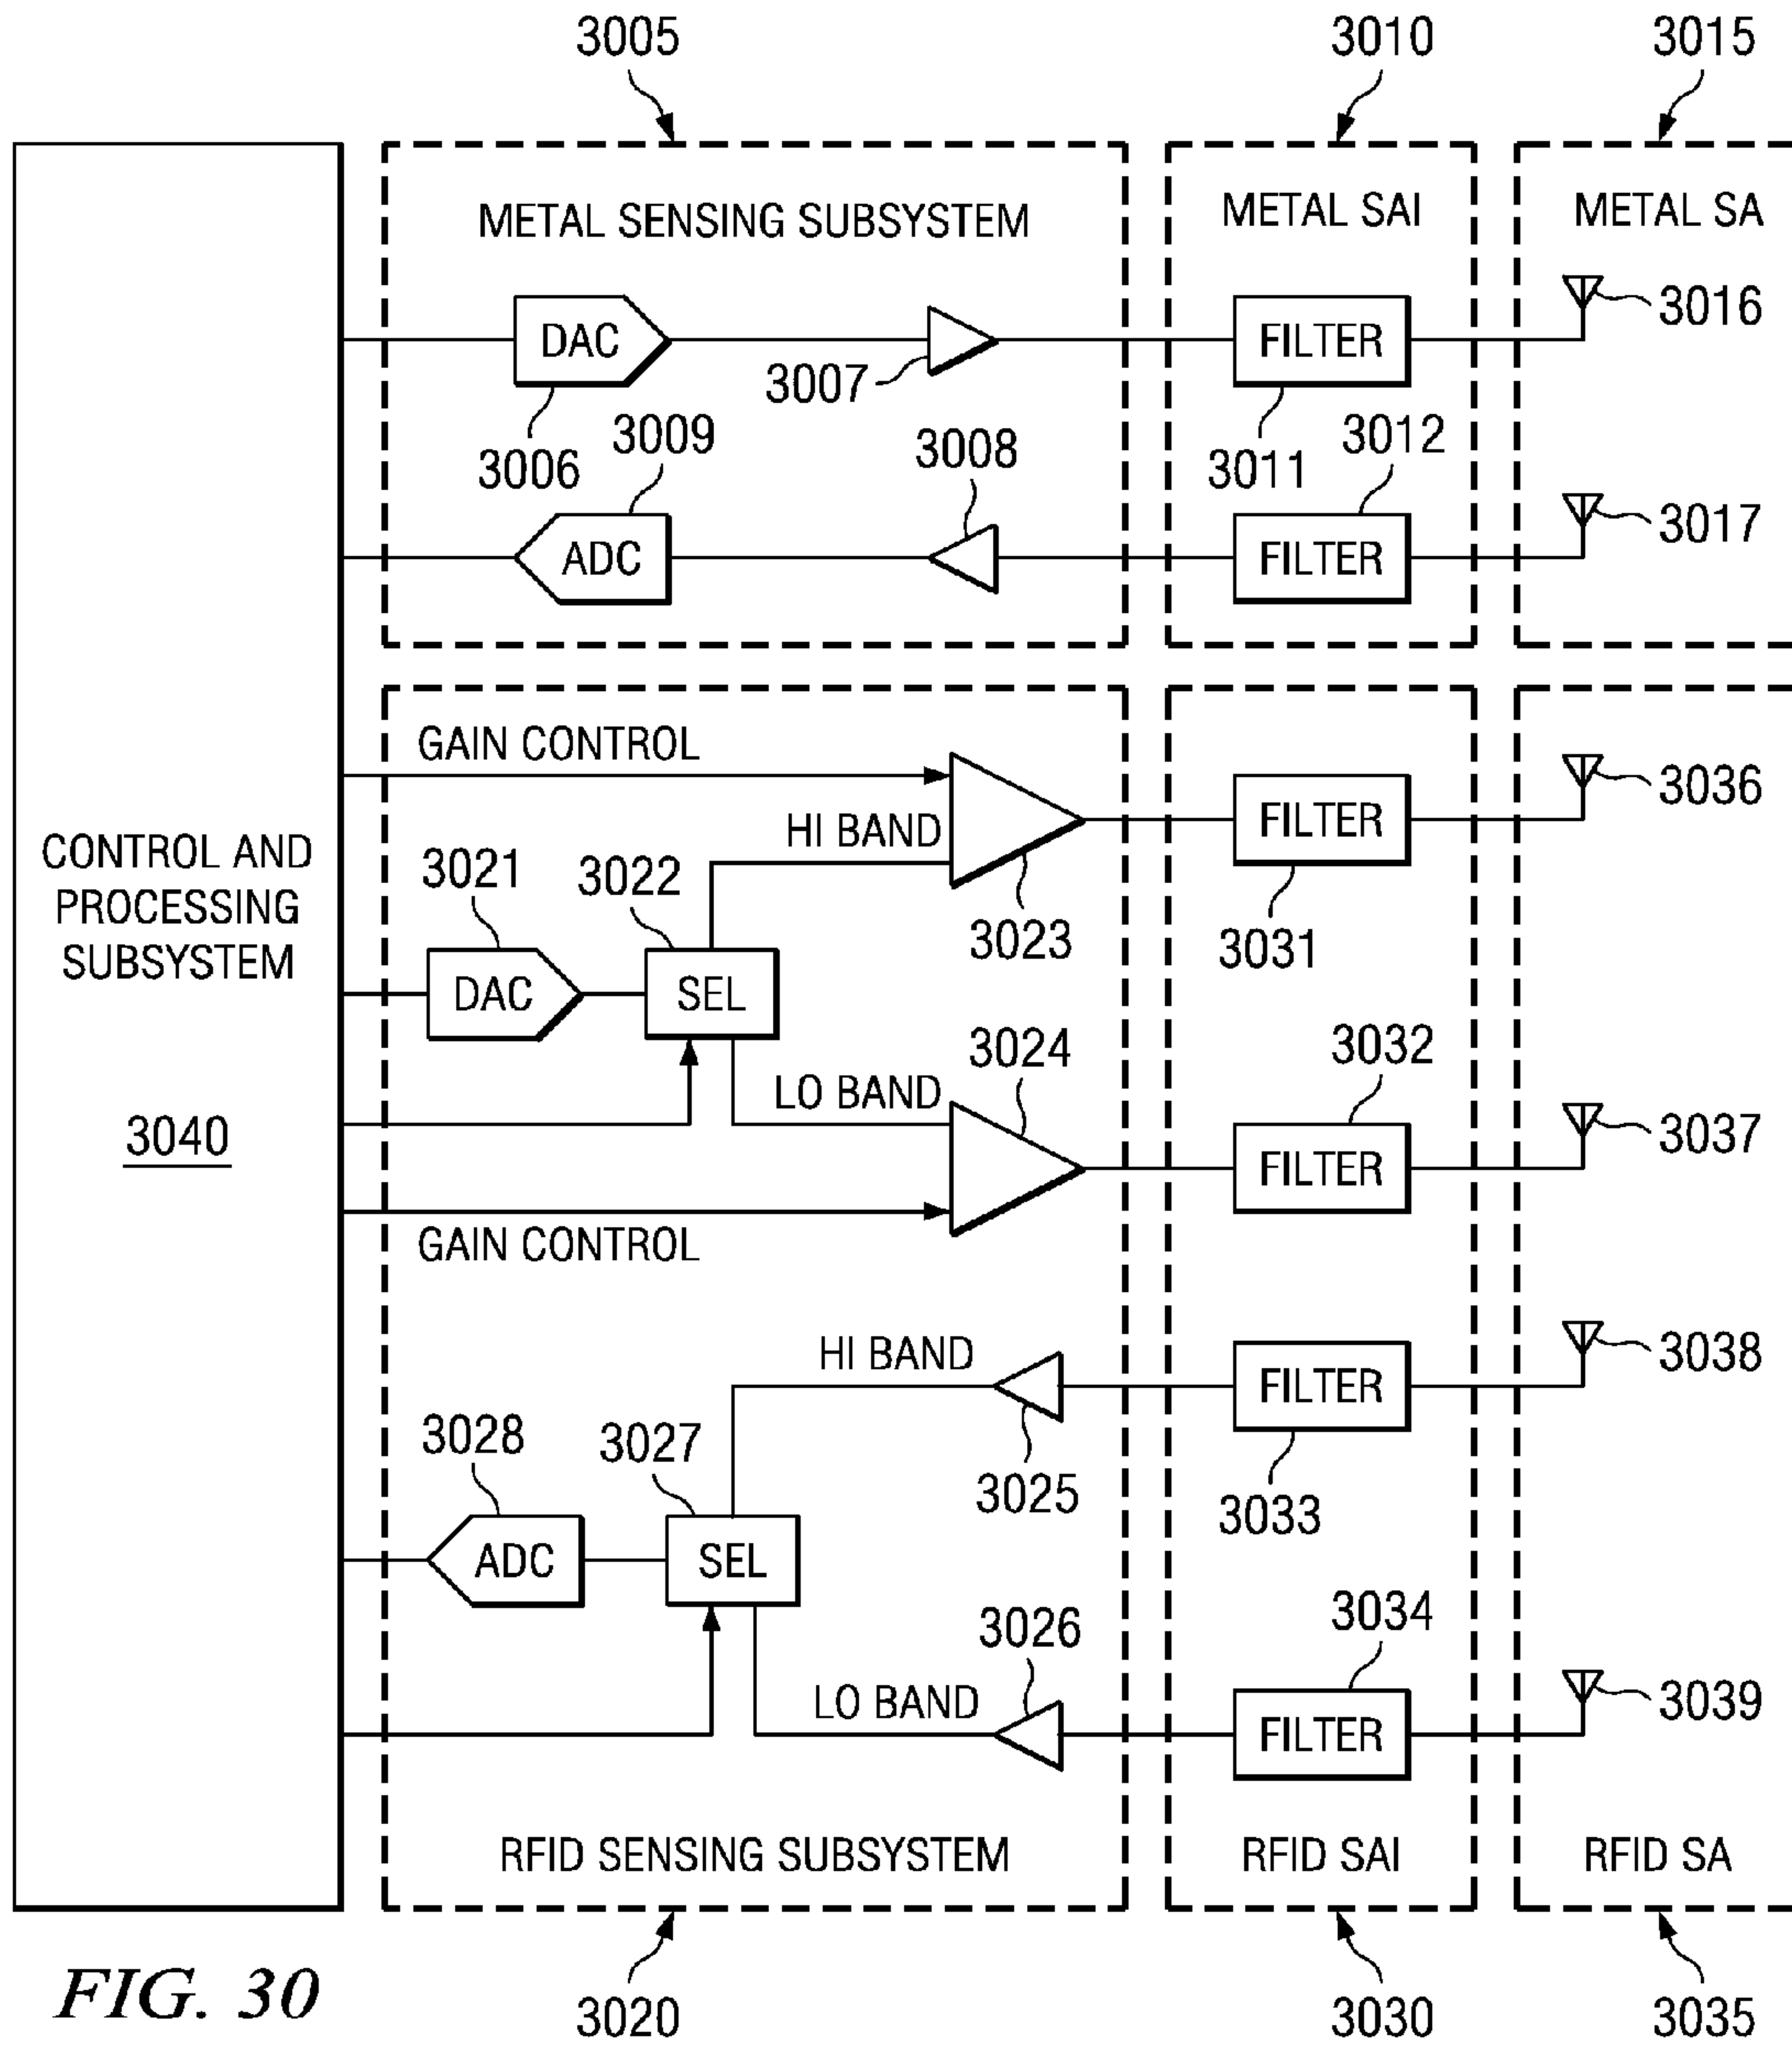 3005
3010
3015
METAL SENSING SUBSYSTEM
METAL SAI
METAL SA
DAC
3006
3007
FILTER
3011
3016
ADC
3009
3008
FILTER
3012
3017
CONTROL AND
PROCESSING
SUBSYSTEM
3040
GAIN CONTROL
HI BAND
3023
FILTER
3031
3036
3021
DAC
3022
SEL
LO BAND
3024
3032
FILTER
3037
GAIN CONTROL
HI BAND
3025
FILTER
3033
3038
3028
ADC
3027
SEL
LO BAND
3026
3034
FILTER
3039
RFID SENSING SUBSYSTEM
RFID SAI
RFID SA
3020
3030
3035
FIG. 30